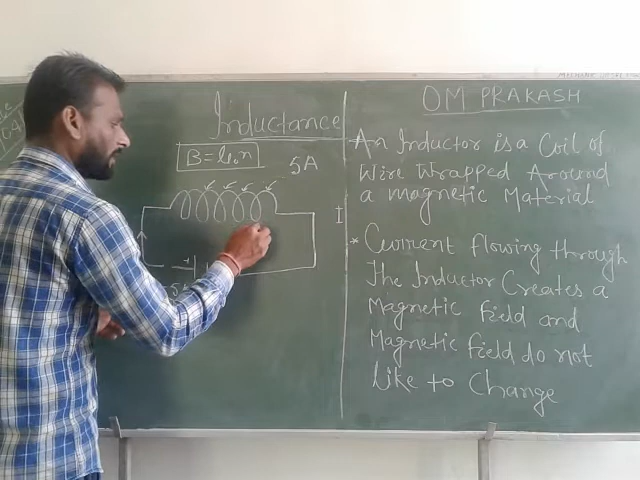 Inductance
B = μ₀ n
5A
I
+
OM PRAKASH
An Inductor is a Coil of
Wire Wrapped Around
a magnetic Material
* Current flowing through
The Inductor Creates a
Magnetic field and
Magnetic field do not
like to Change